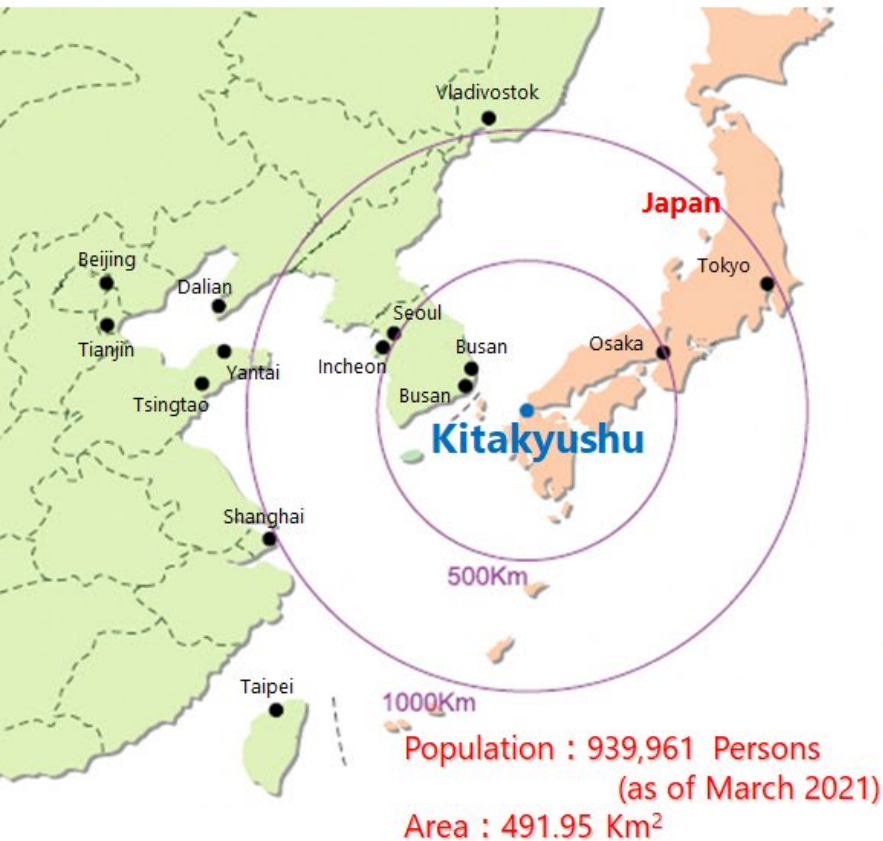 Vladivostok
Japan
Beijing
Tokyo
Dalian
Seoul
Tianjin
Incheon
Busan
Osaka
Yantai
Tsingtao
Busan
Kitakyushu
Shanghai
500Km
Taipei
1000Km
Population : 939,961 Persons
(as of March 2021)
Area : 491.95 Km²